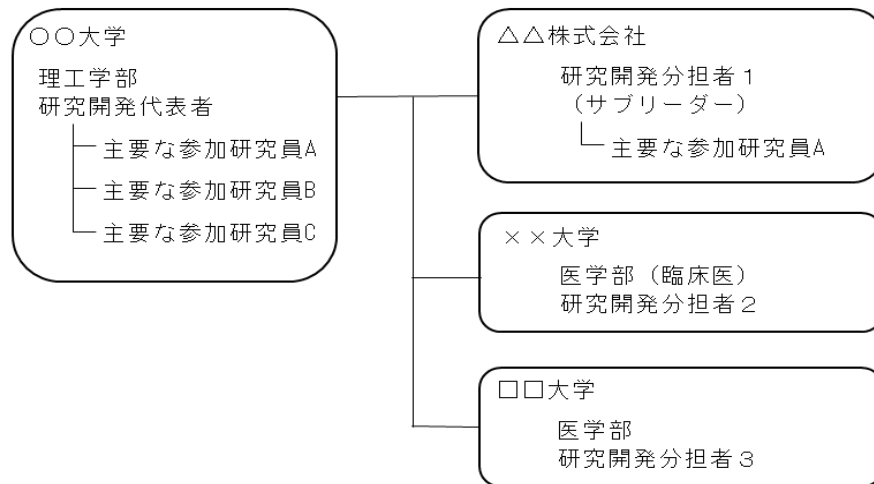 ○○大学
理工学部
研究開発代表者
主要な参加研究員A
主要な参加研究員B
主要な参加研究員C
△△株式会社
研究開発分担者１
（サブリーダー）
主要な参加研究員A
××大学
医学部（臨床医）
研究開発分担者２
□□大学
医学部
研究開発分担者３